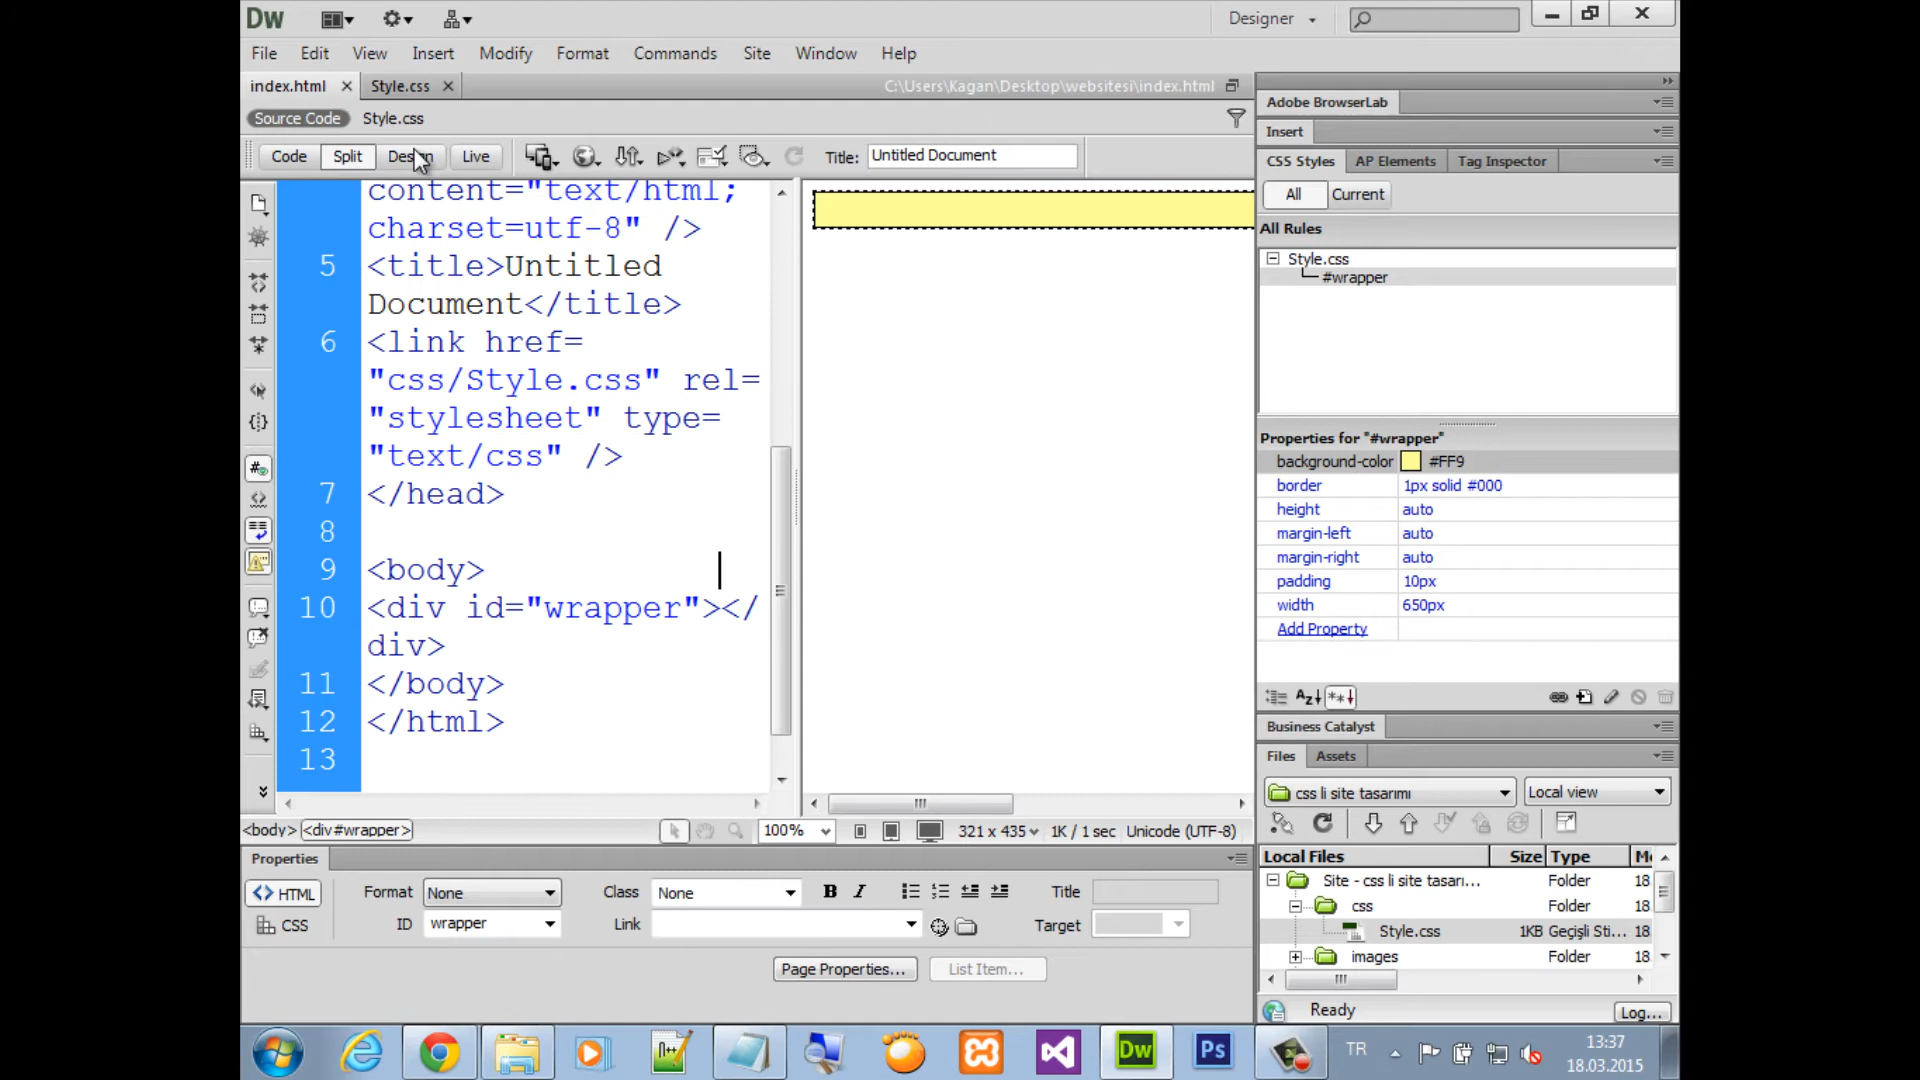 Dw
Designer
File Edit View Insert Modify Format Commands Site Window Help
index.html Style.css C:\Users\Kagan\Desktop\websitesi\index.html
Source Code Style.css
Code Split Design Live Title: Untitled Document
content="text/html;
charset=utf-8" />
5 <title>Untitled
Document</title>
6 <link href=
"css/Style.css" rel=
"stylesheet" type=
"text/css" />
7 </head>
8
9 <body>
10 <div id="wrapper"></
div>
11 </body>
12 </html>
13
<body> <div#wrapper> 100% 321 x 435 1K / 1 sec Unicode (UTF-8)
Properties
HTML Format None Class None B I Title
CSS ID wrapper Link Target
Page Properties... List Item...
Adobe BrowserLab
Insert
CSS Styles AP Elements Tag Inspector
All Current
All Rules
Style.css
#wrapper
Properties for "#wrapper"
background-color #FF9
border 1px solid #000
height auto
margin-left auto
margin-right auto
padding 10px
width 650px
Add Property
Business Catalyst
Files Assets
css li site tasarımı Local view
Local Files Size Type
Site - css li site tasarı... Folder 18
css Folder 18
Style.css 1KB Geçişli Sti... 18
images Folder 18
Ready Log...
Dw Ps TR 13:37
18.03.2015